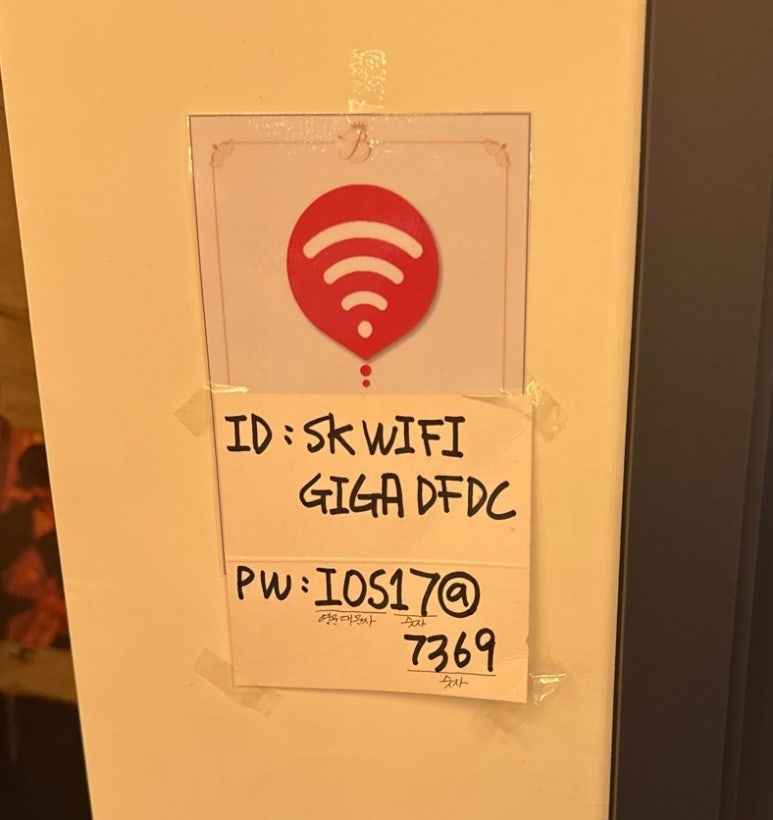 B
ID : SK WIFI
GIGA DFDC
PW : IOS17@
영문대문자 숫자
7369
숫자